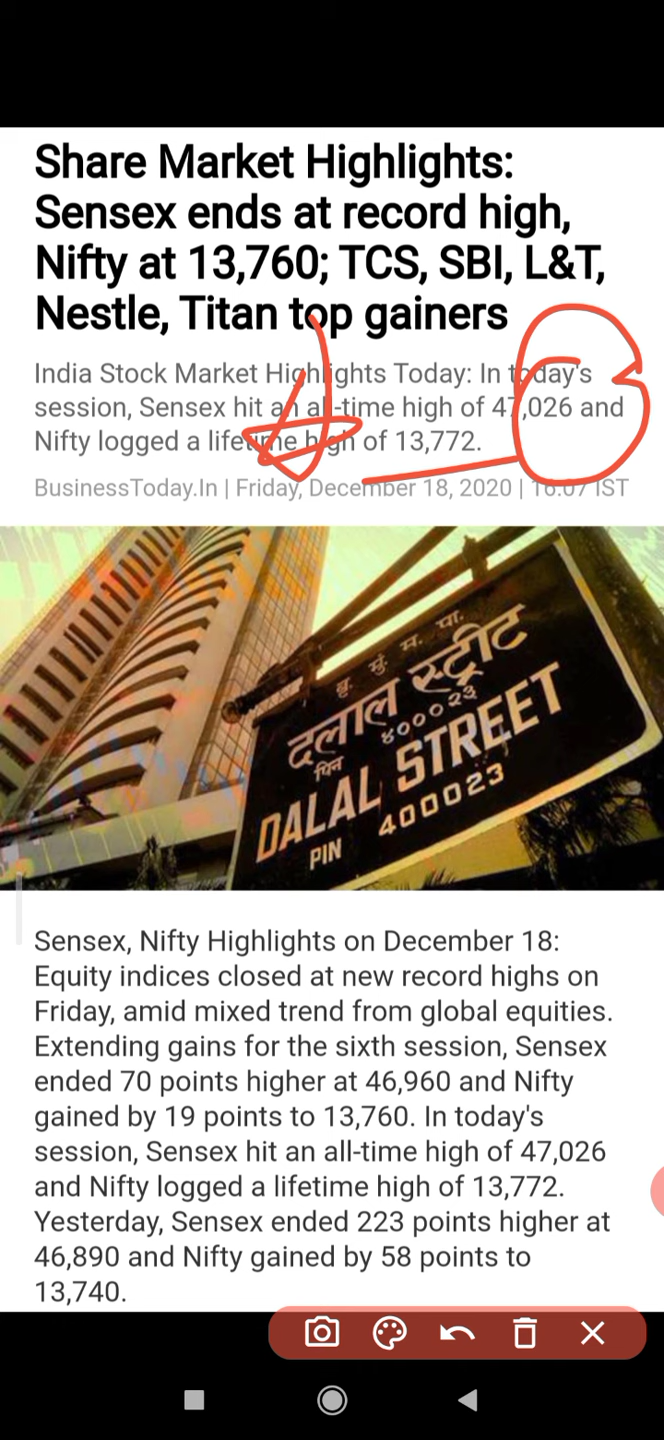 Share Market Highlights:
Sensex ends at record high,
Nifty at 13,760; TCS, SBI, L&T,
Nestle, Titan top gainers
India Stock Market Highlights Today: In today's
session, Sensex hit an all-time high of 47,026 and
Nifty logged a lifetime high of 13,772.
BusinessToday.In | Friday, December 18, 2020 | 16:07 IST
बृ. मुं. म. पा.
दलाल स्ट्रीट
पिन ४०००२३
DALAL STREET
PIN 400023
Sensex, Nifty Highlights on December 18:
Equity indices closed at new record highs on
Friday, amid mixed trend from global equities.
Extending gains for the sixth session, Sensex
ended 70 points higher at 46,960 and Nifty
gained by 19 points to 13,760. In today's
session, Sensex hit an all-time high of 47,026
and Nifty logged a lifetime high of 13,772.
Yesterday, Sensex ended 223 points higher at
46,890 and Nifty gained by 58 points to
13,740.